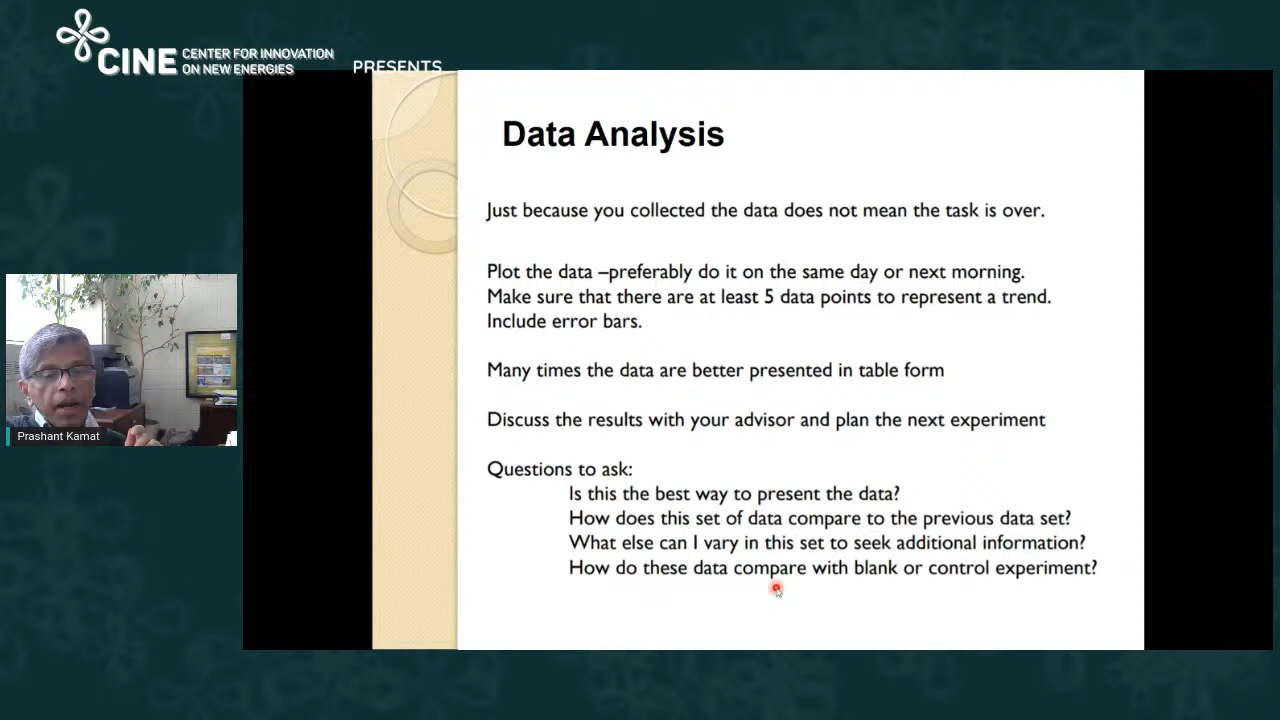 CINE CENTER FOR INNOVATION
ON NEW ENERGIES
PRESENTS
Data Analysis
Just because you collected the data does not mean the task is over.
Plot the data –preferably do it on the same day or next morning.
Make sure that there are at least 5 data points to represent a trend.
Include error bars.
Many times the data are better presented in table form
Discuss the results with your advisor and plan the next experiment
Questions to ask:
Is this the best way to present the data?
How does this set of data compare to the previous data set?
What else can I vary in this set to seek additional information?
How do these data compare with blank or control experiment?
Prashant Kamat